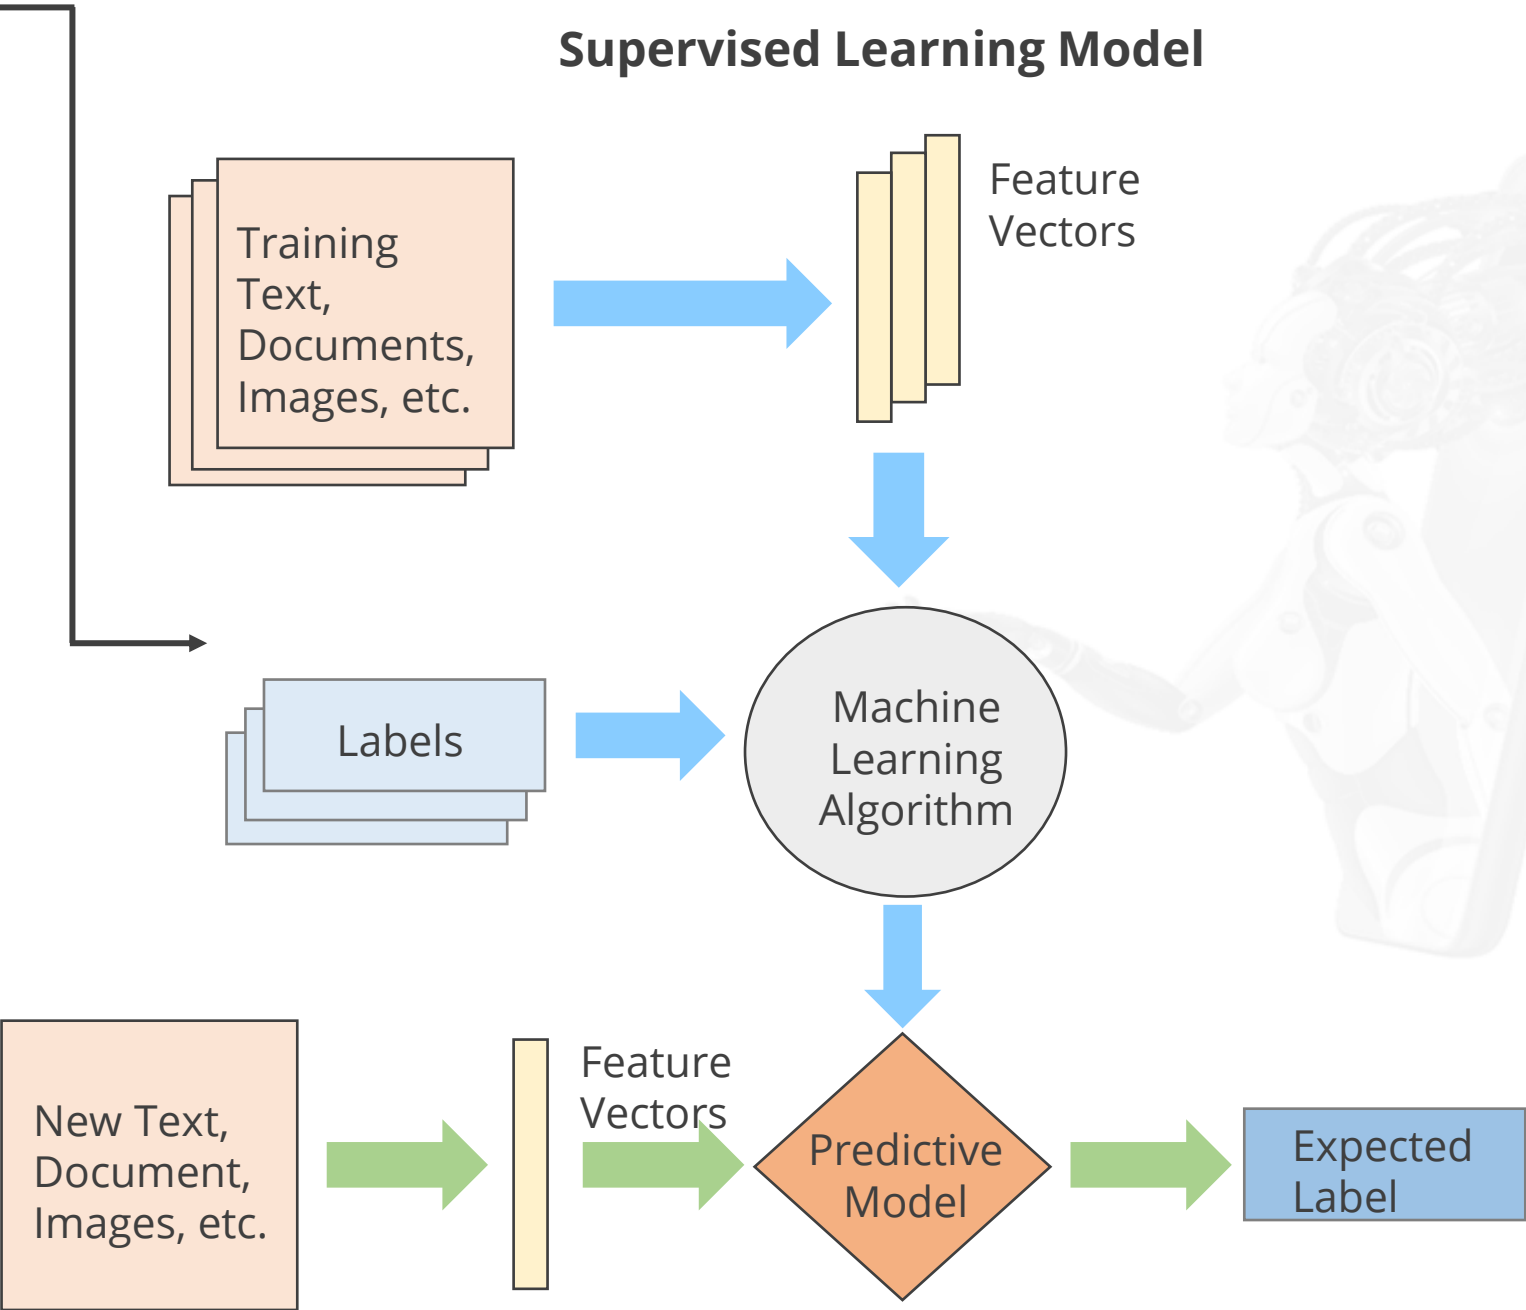 Supervised Learning Model
Feature
Vectors
Training
Text,
Documents,
Images, etc.
Labels
Machine
Learning
Algorithm
Feature
Vectors
New Text,
Document,
Images, etc.
Predictive
Model
Expected
Label